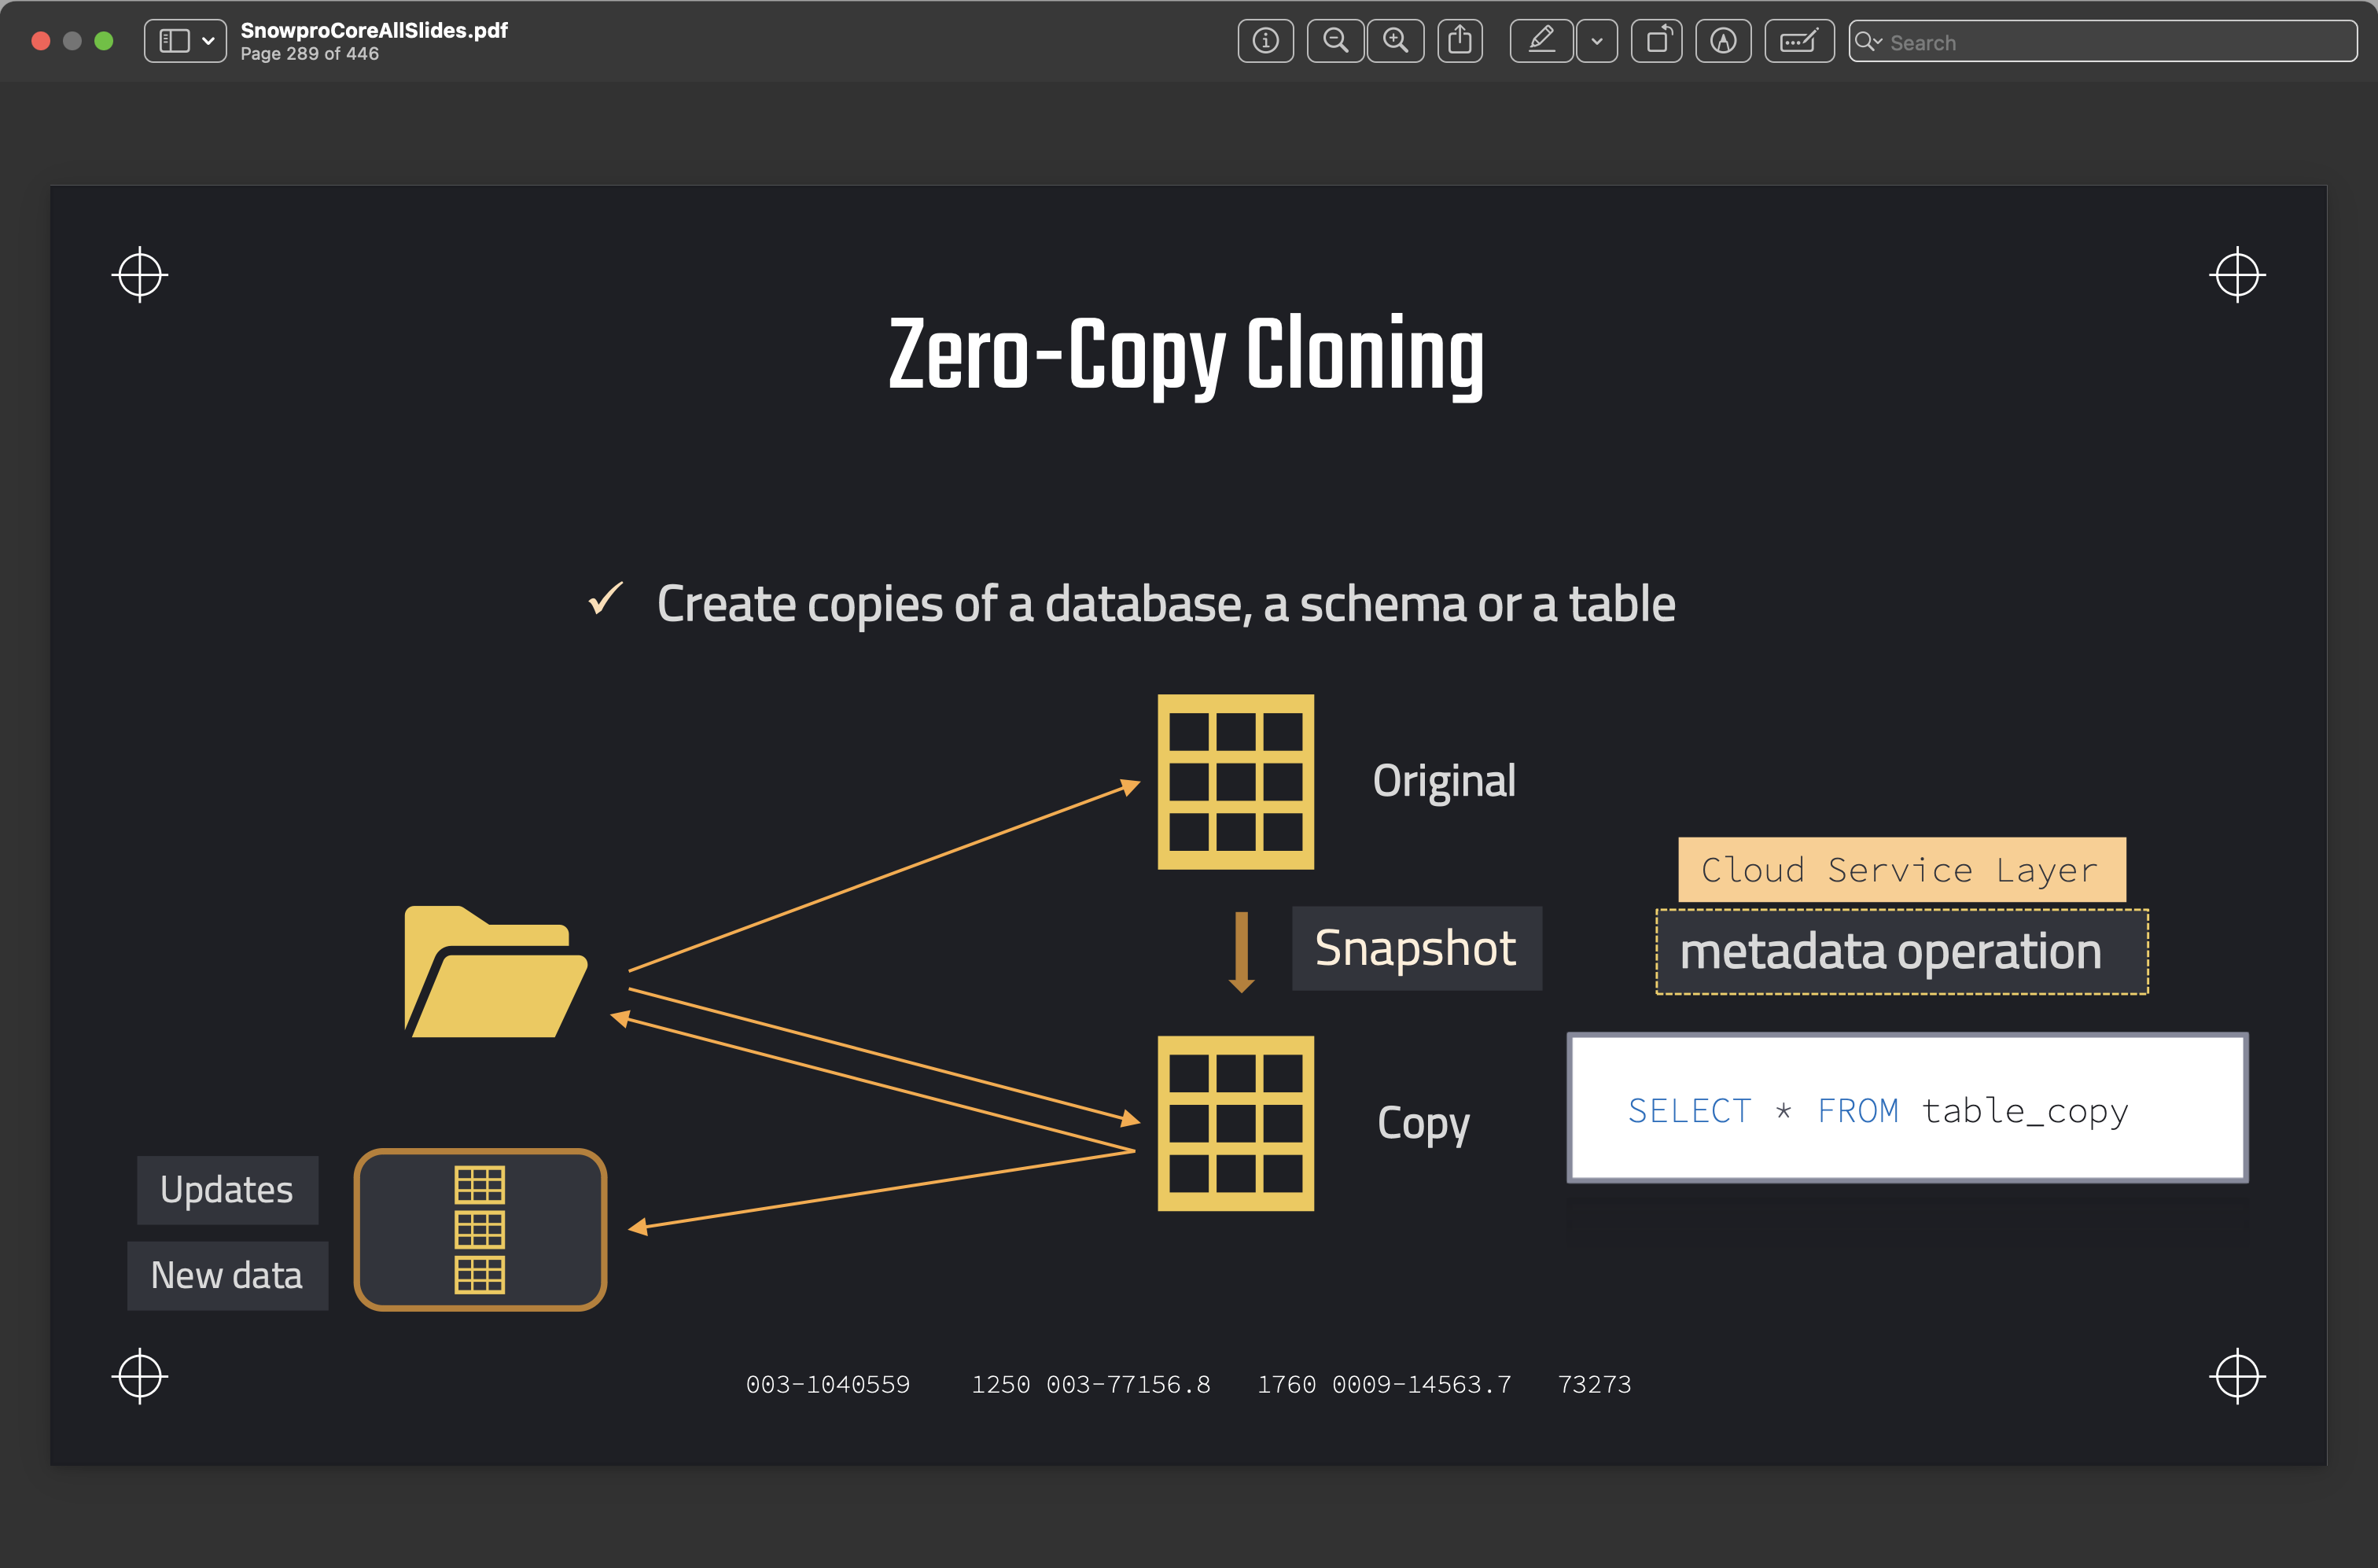 SnowproCoreAllSlides.pdf
Page 289 of 446
Search
Zero-Copy Cloning
✓ Create copies of a database, a schema or a table
Original
Cloud Service Layer
Snapshot
metadata operation
Copy
SELECT * FROM table_copy
Updates
New data
003-1040559 1250 003-77156.8 1760 0009-14563.7 73273